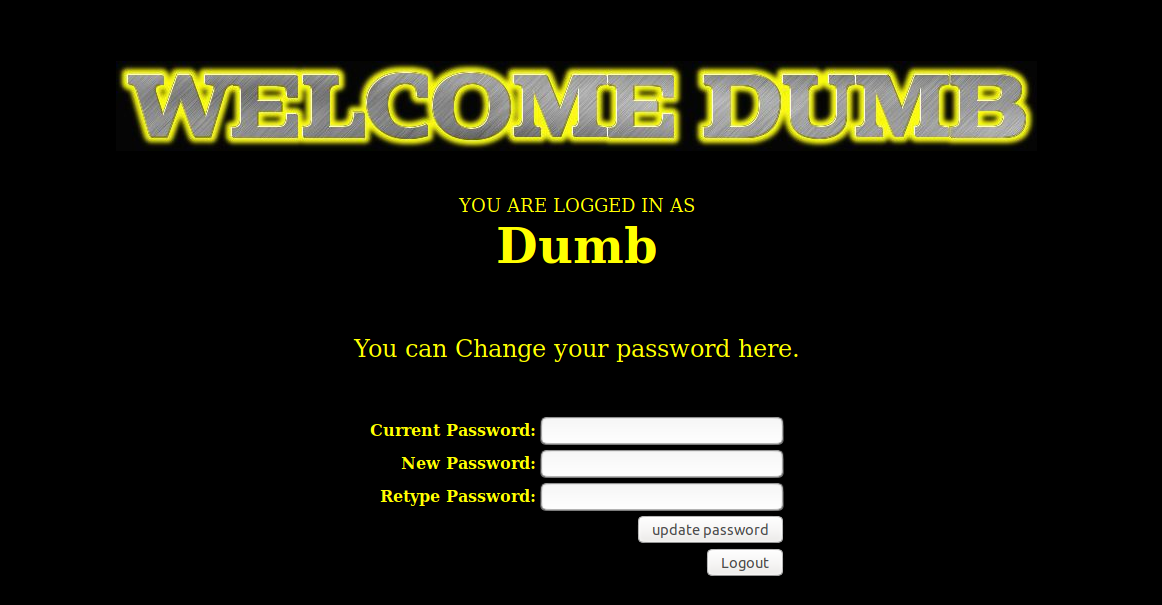 WELCOME DUMB
YOU ARE LOGGED IN AS
Dumb
You can Change your password here.
Current Password:
New Password:
Retype Password:
update password
Logout